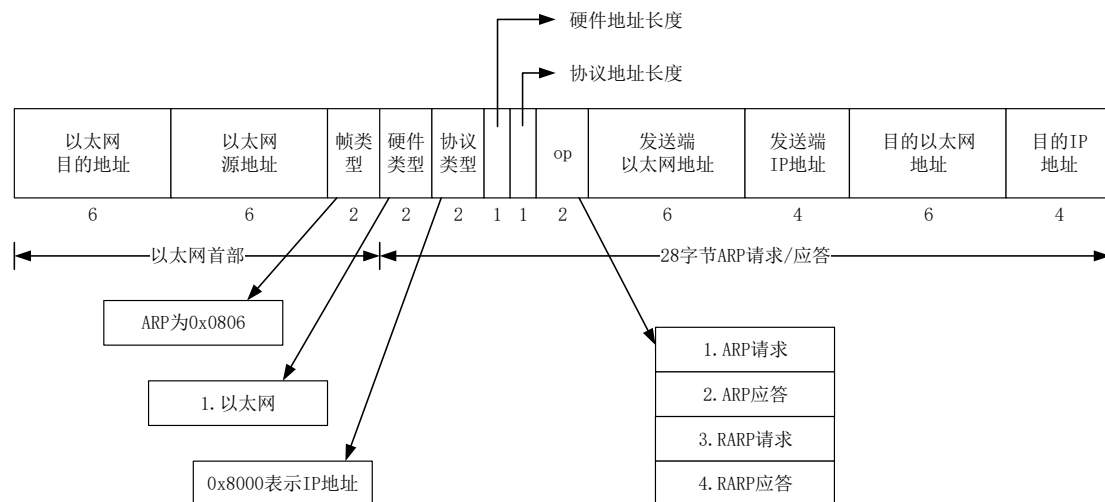 硬件地址长度
协议地址长度
以太网
目的地址
以太网
源地址
帧类
型
硬件
类型
协议
类型
op
发送端
以太网地址
发送端
IP地址
目的以太网
地址
目的IP
地址
6
6
2
2
2
1
1
2
6
4
6
4
以太网首部
28字节ARP请求/应答
ARP为0x0806
1.以太网
0x8000表示IP地址
1.ARP请求
2.ARP应答
3.RARP请求
4.RARP应答